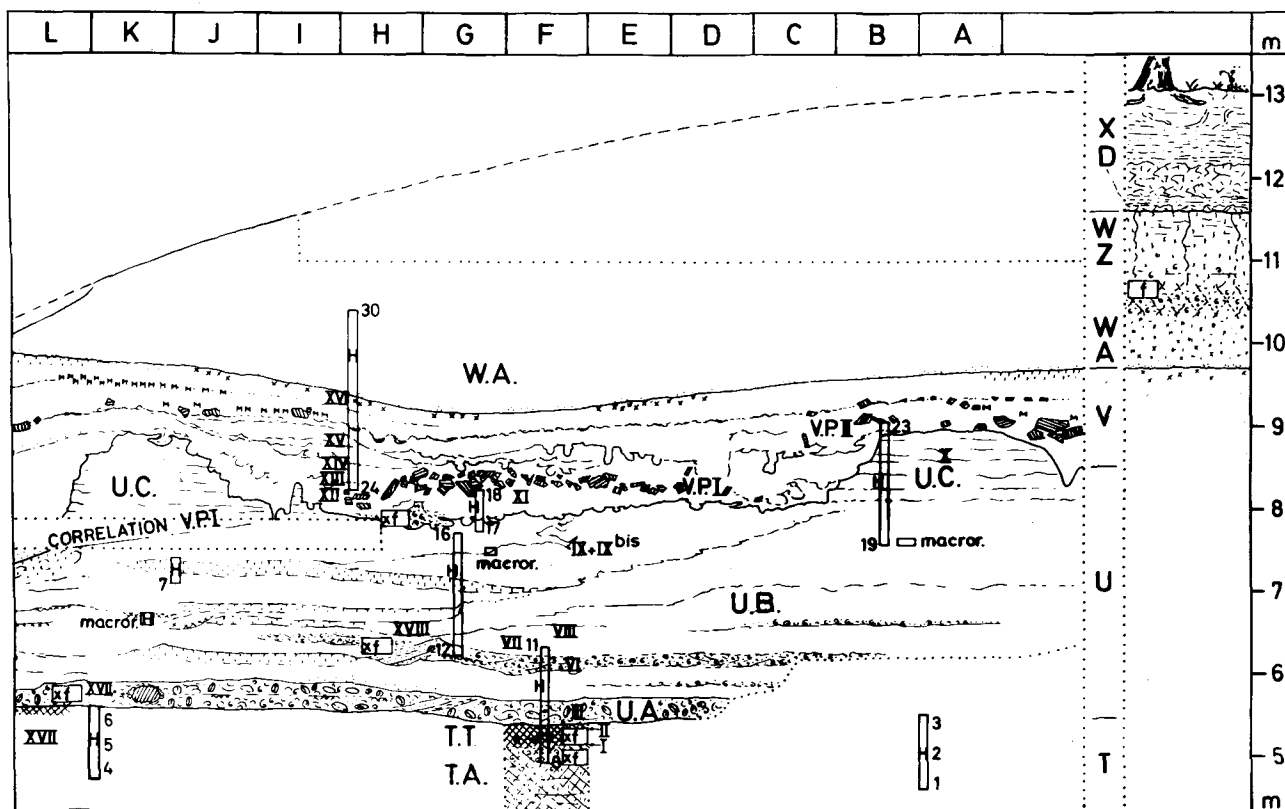 L K J I H G F E D C B A m
13
X
D
12
W
Z
11
f
30
W
A
10
W.A.
XVI
V
9
V.P.II
23
XV
X
XIV
U.C.
XIII
U.C.
24
18
V.P.I
XII
XI
8
CORRELATION V.P.I
xf
16
17
IX+IX bis
19
macror.
macror.
H
7
H
7
U
macror.
H
U.B.
XVIII
VII
VIII
11
xf
12
VI
6
xf
XVII
H
III
U.A
XVII
6
T.T
II
3
H
5
xf
I
H
2
4
T.A.
xf
1
T
5
m